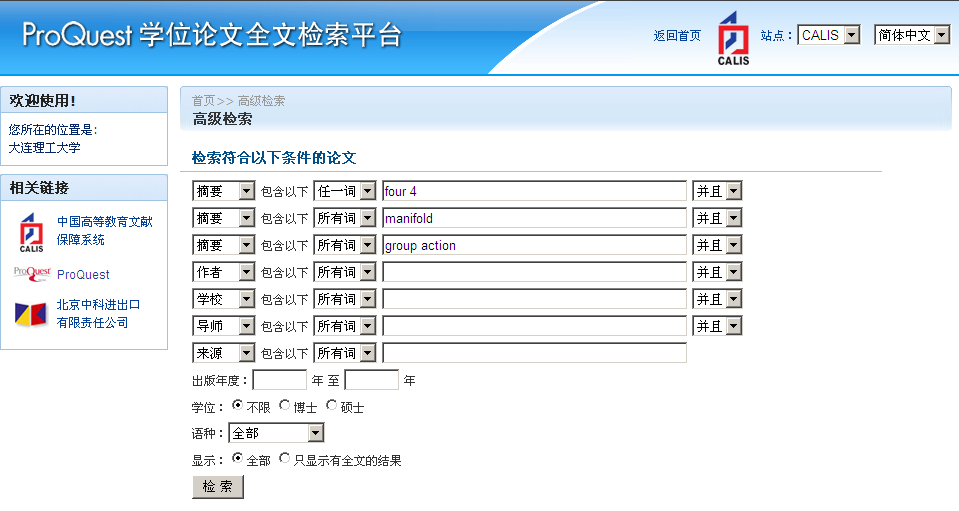 ProQuest 学位论文全文检索平台
返回首页 CALIS 站点：CALIS 简体中文
欢迎使用!
您所在的位置是:
大连理工大学
相关链接
CALIS
中国高等教育文献
保障系统
ProQuest ProQuest
北京中科进出口
有限责任公司
首页>> 高级检索
高级检索
检索符合以下条件的论文
摘要 包含以下 任一词 four 4 并且
摘要 包含以下 所有词 manifold 并且
摘要 包含以下 所有词 group action 并且
作者 包含以下 所有词 并且
学校 包含以下 所有词 并且
导师 包含以下 所有词 并且
来源 包含以下 所有词
出版年度： 年 至 年
学位： 不限 博士 硕士
语种： 全部
显示： 全部 只显示有全文的结果
检 索